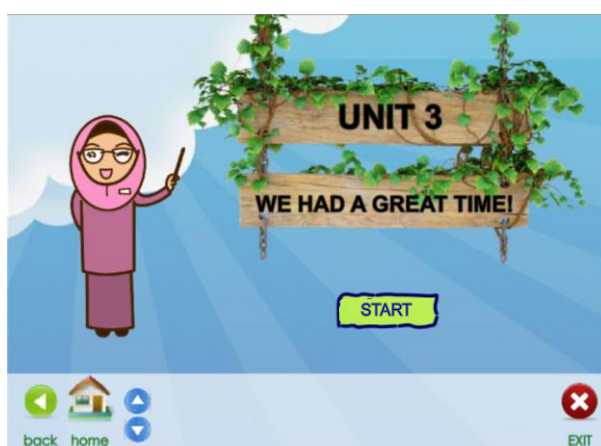 UNIT 3
WE HAD A GREAT TIME!
START
back home
EXIT